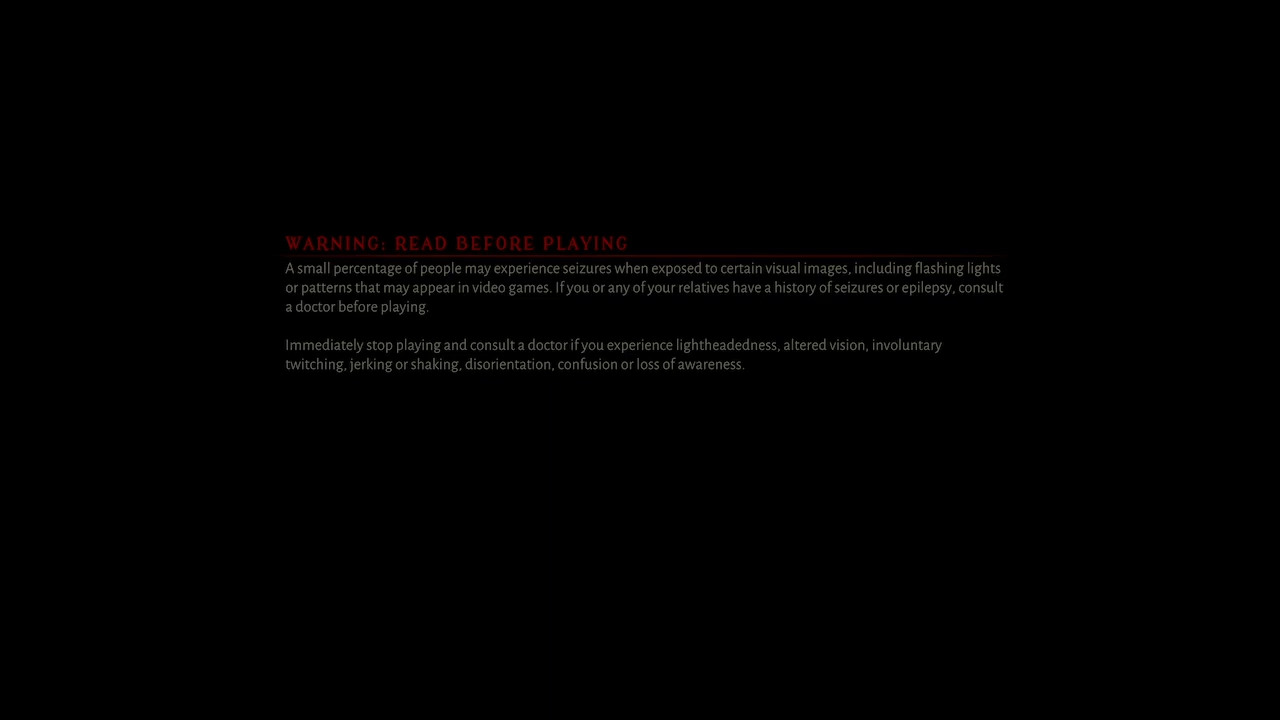 WARNING: READ BEFORE PLAYING
A small percentage of people may experience seizures when exposed to certain visual images, including flashing lights
or patterns that may appear in video games. If you or any of your relatives have a history of seizures or epilepsy, consult
a doctor before playing.
Immediately stop playing and consult a doctor if you experience lightheadedness, altered vision, involuntary
twitching, jerking or shaking, disorientation, confusion or loss of awareness.